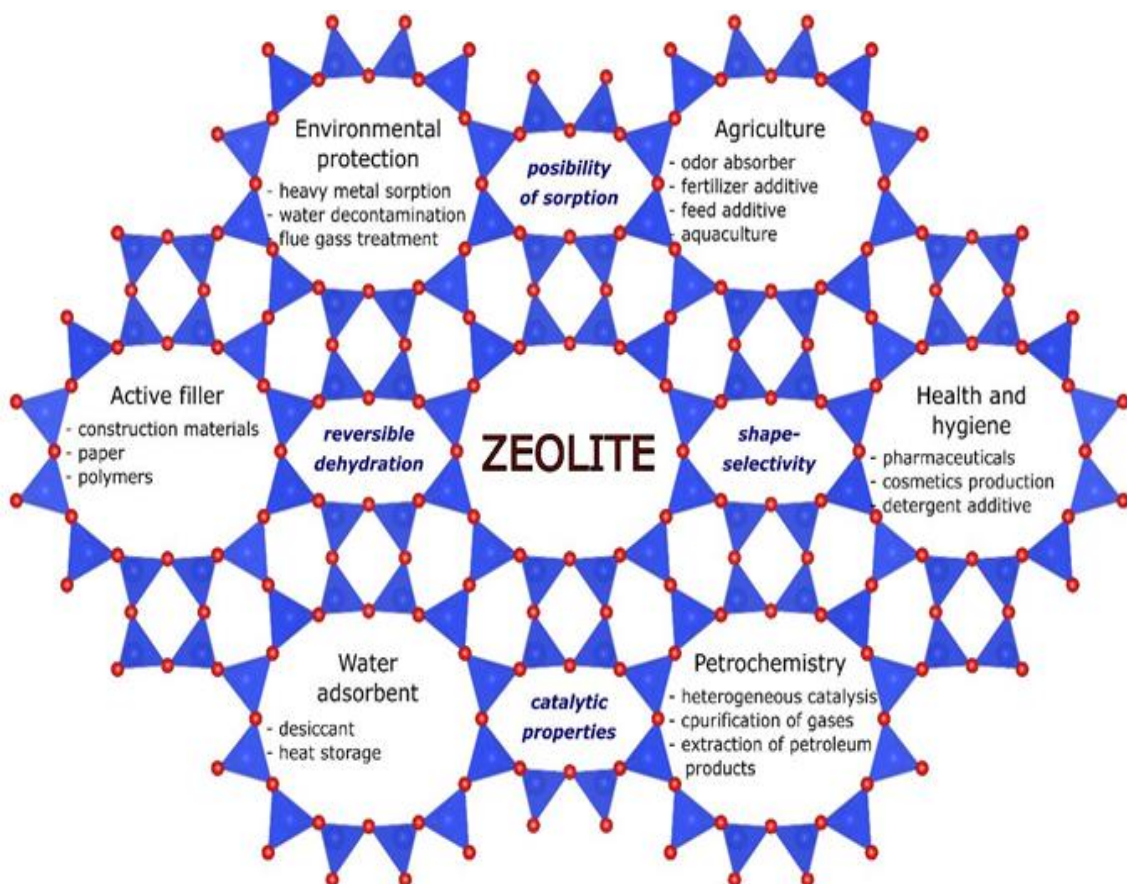 Environmental
protection
- heavy metal sorption
- water decontamination
- flue gass treatment
posibility
of sorption
Agriculture
- odor absorber
- fertilizer additive
- feed additive
- aquaculture
Active filler
- construction materials
- paper
- polymers
reversible
dehydration
ZEOLITE
shape-
selectivity
Health and
hygiene
- pharmaceuticals
- cosmetics production
- detergent additive
Water
adsorbent
- desiccant
- heat storage
catalytic
properties
Petrochemistry
- heterogeneous catalysis
- cpurification of gases
- extraction of petroleum
products